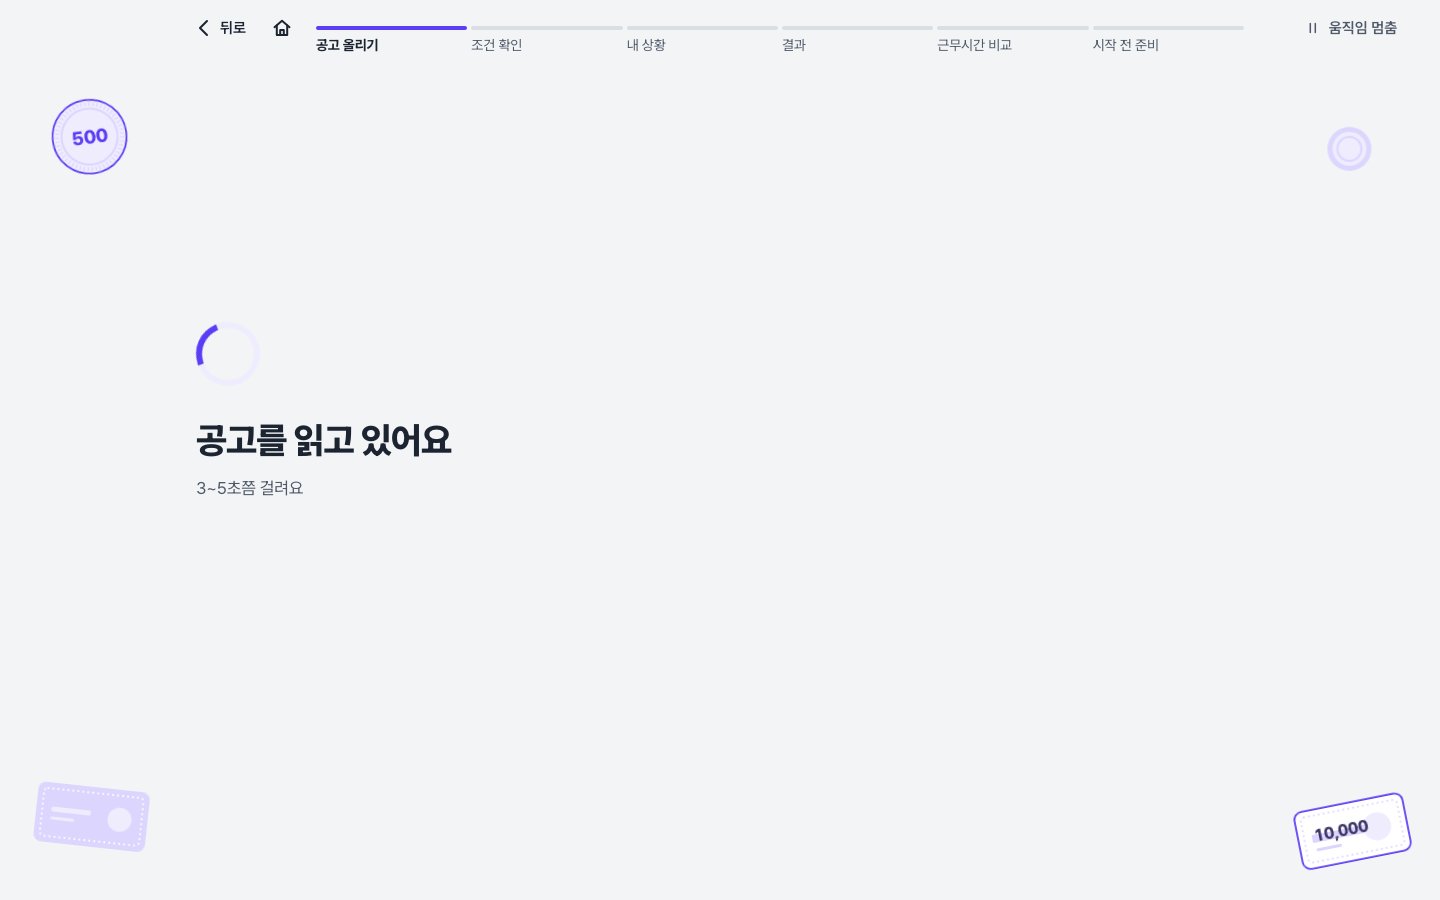 뒤로
공고 올리기
조건 확인
내 상황
결과
근무시간 비교
시작 전 준비
움직임 멈춤
500
공고를 읽고 있어요
3~5초쯤 걸려요
10,000